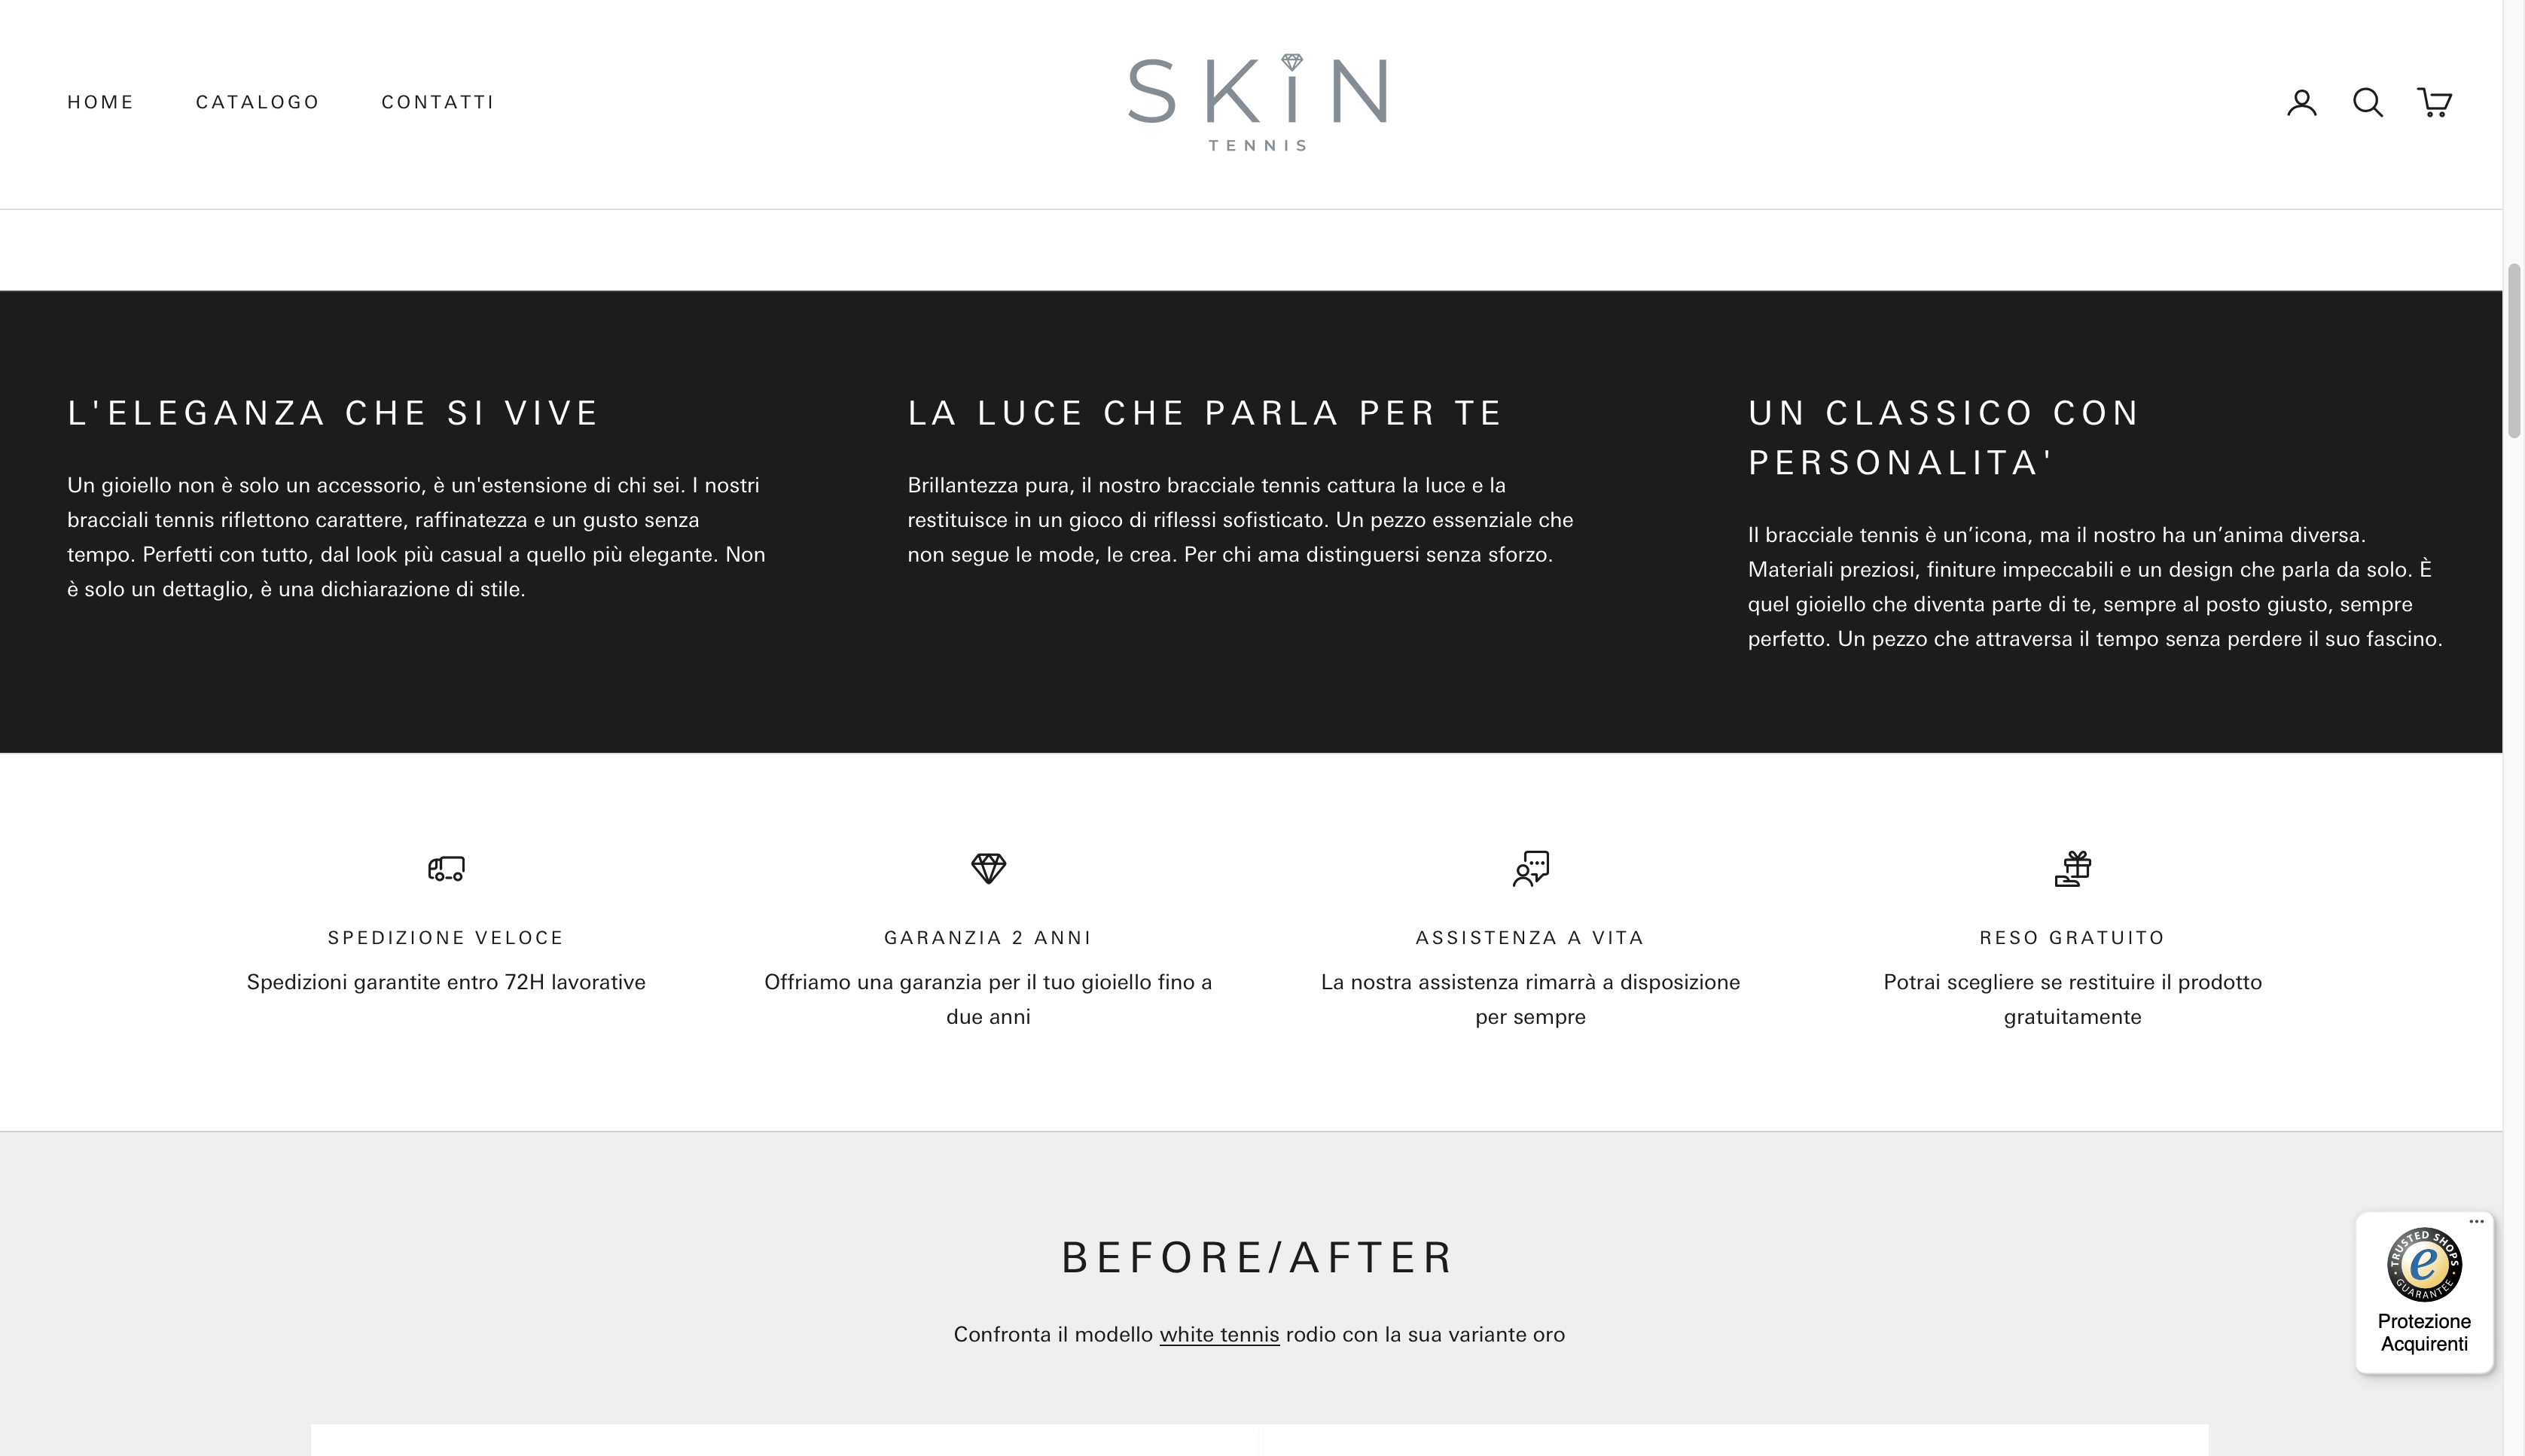 HOME
CATALOGO
CONTATTI
SKiN
TENNIS
L'ELEGANZA CHE SI VIVE
Un gioiello non è solo un accessorio, è un'estensione di chi sei. I nostri
bracciali tennis riflettono carattere, raffinatezza e un gusto senza
tempo. Perfetti con tutto, dal look più casual a quello più elegante. Non
è solo un dettaglio, è una dichiarazione di stile.
LA LUCE CHE PARLA PER TE
Brillantezza pura, il nostro bracciale tennis cattura la luce e la
restituisce in un gioco di riflessi sofisticato. Un pezzo essenziale che
non segue le mode, le crea. Per chi ama distinguersi senza sforzo.
UN CLASSICO CON
PERSONALITA'
Il bracciale tennis è un’icona, ma il nostro ha un’anima diversa.
Materiali preziosi, finiture impeccabili e un design che parla da solo. È
quel gioiello che diventa parte di te, sempre al posto giusto, sempre
perfetto. Un pezzo che attraversa il tempo senza perdere il suo fascino.
SPEDIZIONE VELOCE
Spedizioni garantite entro 72H lavorative
GARANZIA 2 ANNI
Offriamo una garanzia per il tuo gioiello fino a
due anni
ASSISTENZA A VITA
La nostra assistenza rimarrà a disposizione
per sempre
RESO GRATUITO
Potrai scegliere se restituire il prodotto
gratuitamente
BEFORE/AFTER
Confronta il modello white tennis rodio con la sua variante oro
TRUSTED SHOPS
e
GUARANTEE
Protezione
Acquirenti